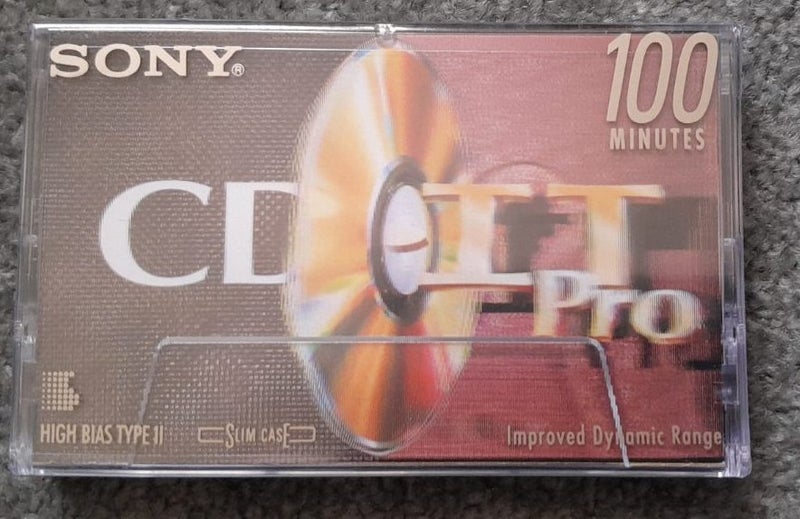 SONY®
100
MINUTES
CD-IT
Pro
HIGH BIAS TYPE II
SLIM CASE
Improved Dynamic Range